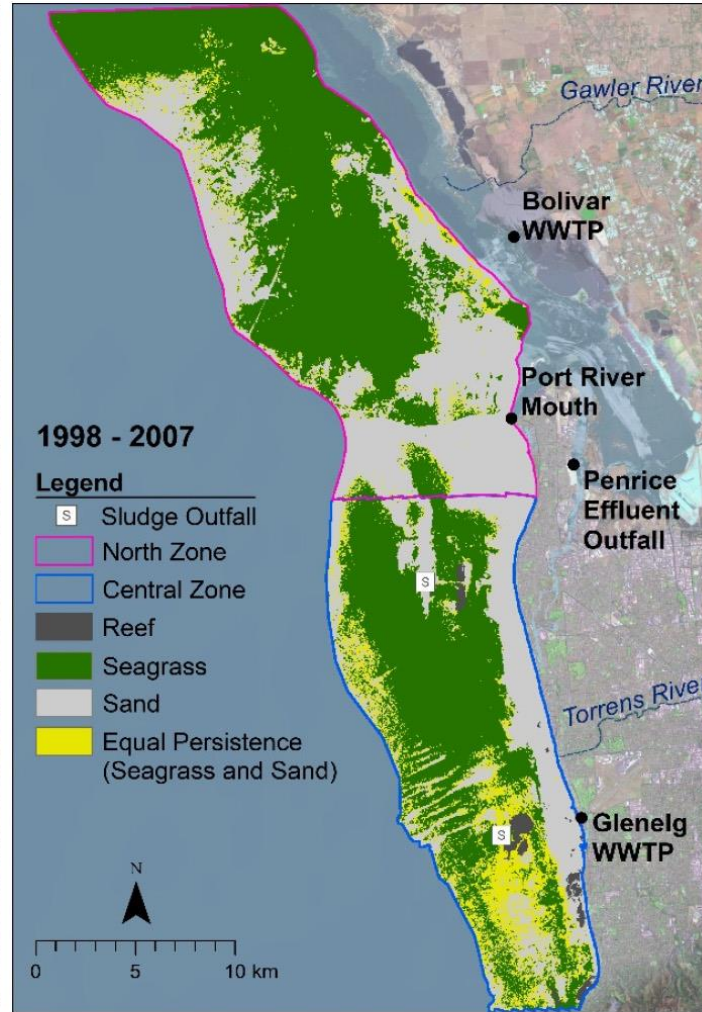 Gawler River
Bolivar
WWTP
Port River
Mouth
1998 - 2007
Legend
S Sludge Outfall
North Zone
Central Zone
Reef
Seagrass
Sand
Equal Persistence
(Seagrass and Sand)
Penrice
Effluent
Outfall
S
Torrens River
S
Glenelg
WWTP
N
0 5 10 km